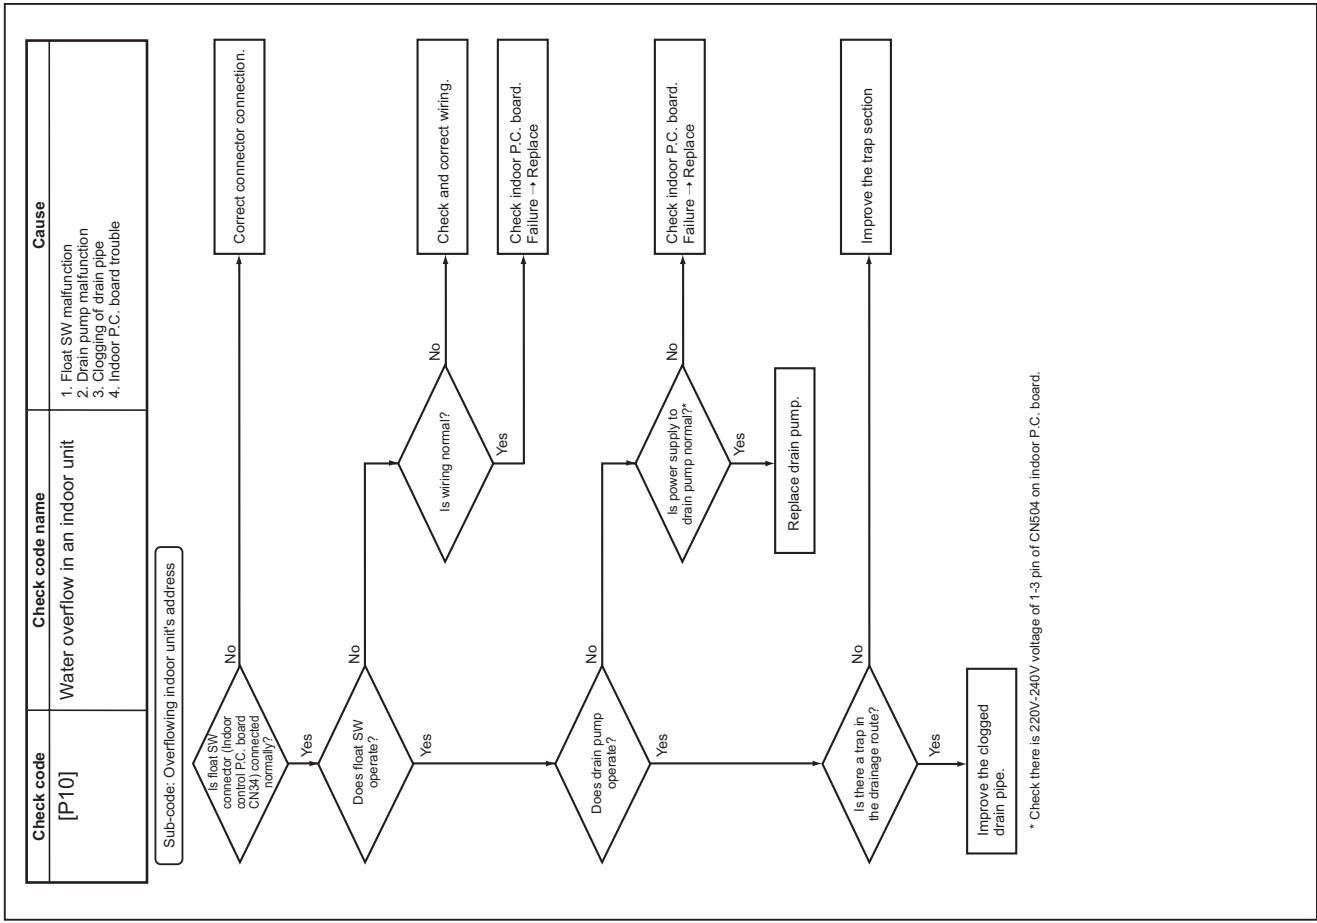 Check code
Check code name
Cause
[P10]
Water overflow in an indoor unit
1. Float SW malfunction
2. Drain pump malfunction
3. Clogging of drain pipe
4. Indoor P.C. board trouble
Sub-code: Overflowing indoor unit's address
Is float SW
connector (Indoor
control P.C. board
CN34) connected
normally?
No
Correct connector connection.
Yes
Does float SW
operate?
No
Is wiring normal?
No
Check and correct wiring.
Yes
Check indoor P.C. board.
Failure → Replace
Yes
Does drain pump
operate?
No
Is power supply to
drain pump normal?*
No
Check indoor P.C. board.
Failure → Replace
Yes
Replace drain pump.
Yes
Is there a trap in
the drainage route?
No
Improve the trap section
Yes
Improve the clogged
drain pipe.
* Check there is 220V-240V voltage of 1-3 pin of CN504 on indoor P.C. board.